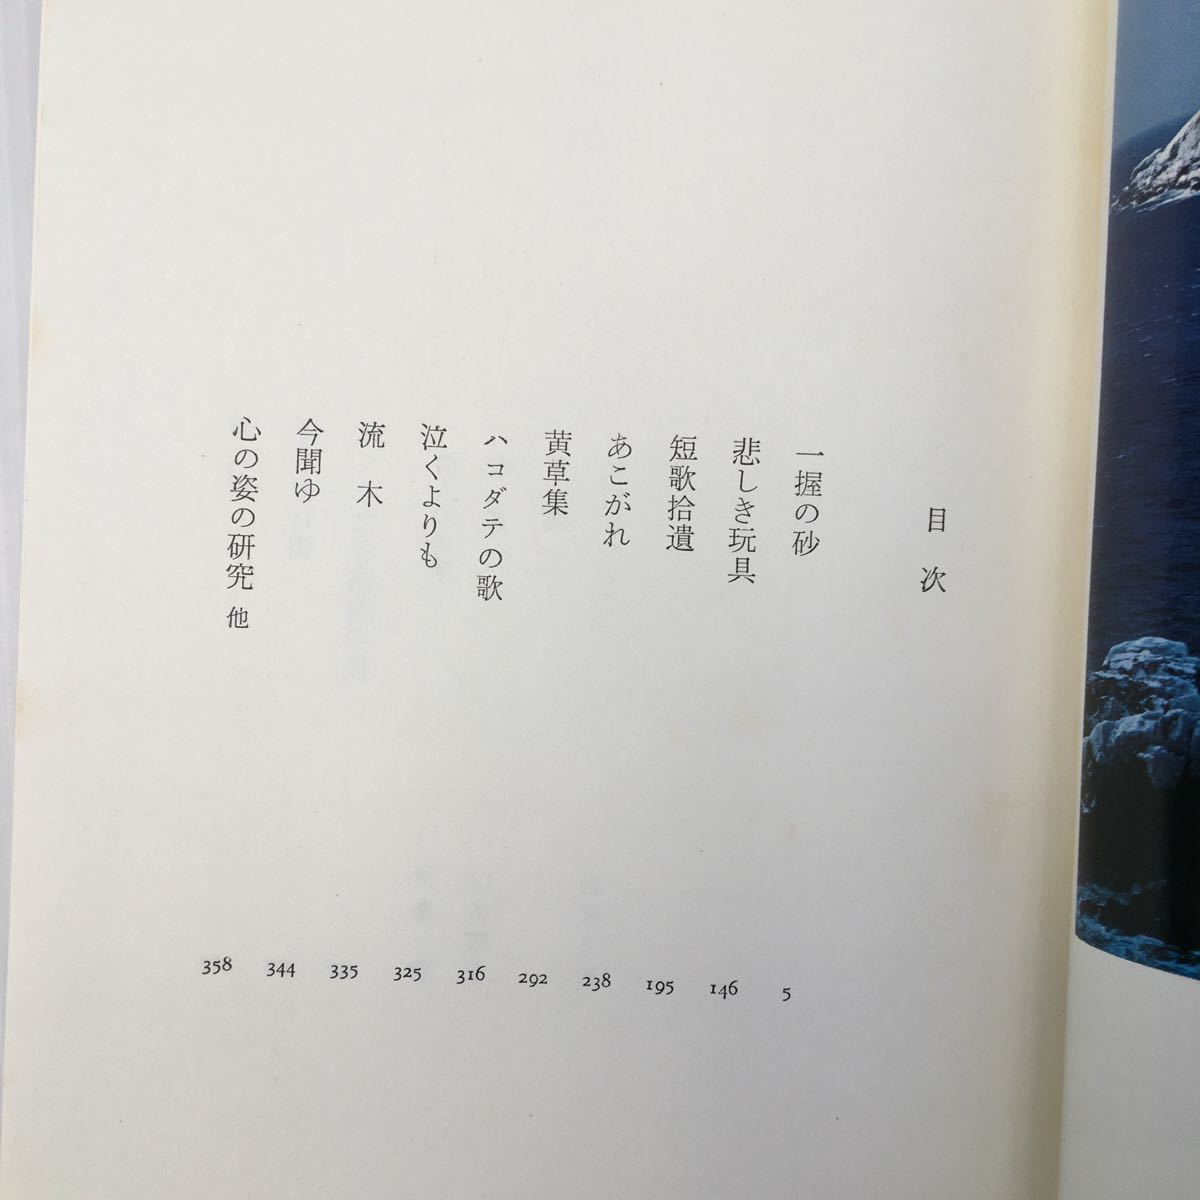 目次
一握の砂
悲しき玩具
短歌拾遺
あこがれ
黄草集
ハコダテの歌
泣くよりも
流木
今聞ゆ
心の姿の研究 他
5
146
195
238
292
316
325
335
344
358